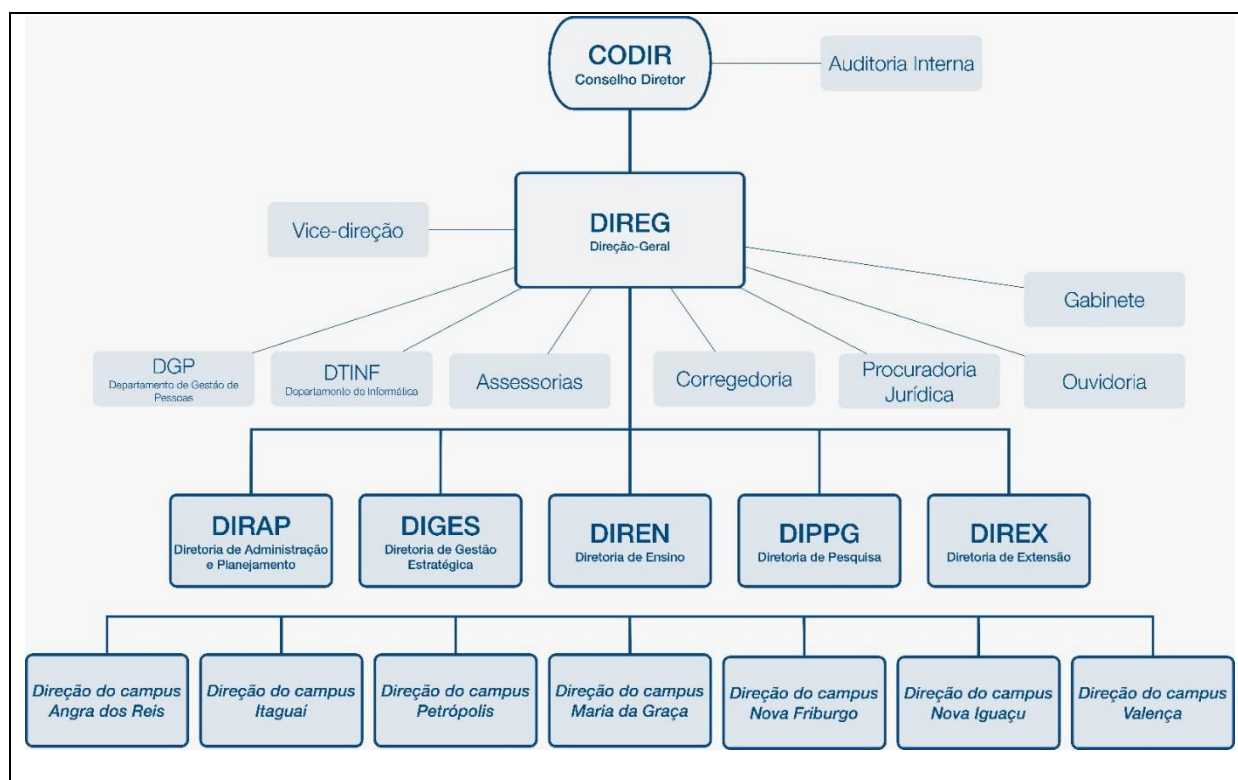 CODIR
Conselho Diretor
Auditoria Interna
DIREG
Direção-Geral
Vice-direção
Gabinete
DGP
Departamento de Gestão de
Pessoas
DTINF
Departamento de Informática
Assessorias
Corregedoria
Procuradoria
Jurídica
Ouvidoria
DIRAP
Diretoria de Administração
e Planejamento
DIGES
Diretoria de Gestão
Estratégica
DIREN
Diretoria de Ensino
DIPPG
Diretoria de Pesquisa
DIREX
Diretoria de Extensão
Direção do campus
Angra dos Reis
Direção do campus
Itaguaí
Direção do campus
Petrópolis
Direção do campus
Maria da Graça
Direção do campus
Nova Friburgo
Direção do campus
Nova Iguaçu
Direção do campus
Valença